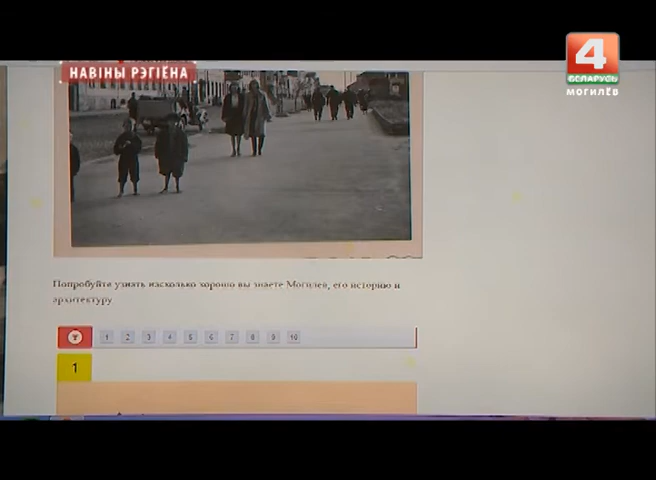 НАВІНЫ РЭГІЁНА
4
БЕЛАРУСЬ
МОГИЛЁВ
Попробуйте узнать насколько хорошо вы знаете Могилев, его историю и
архитектуру
1 2 3 4 5 6 7 8 9 10
1